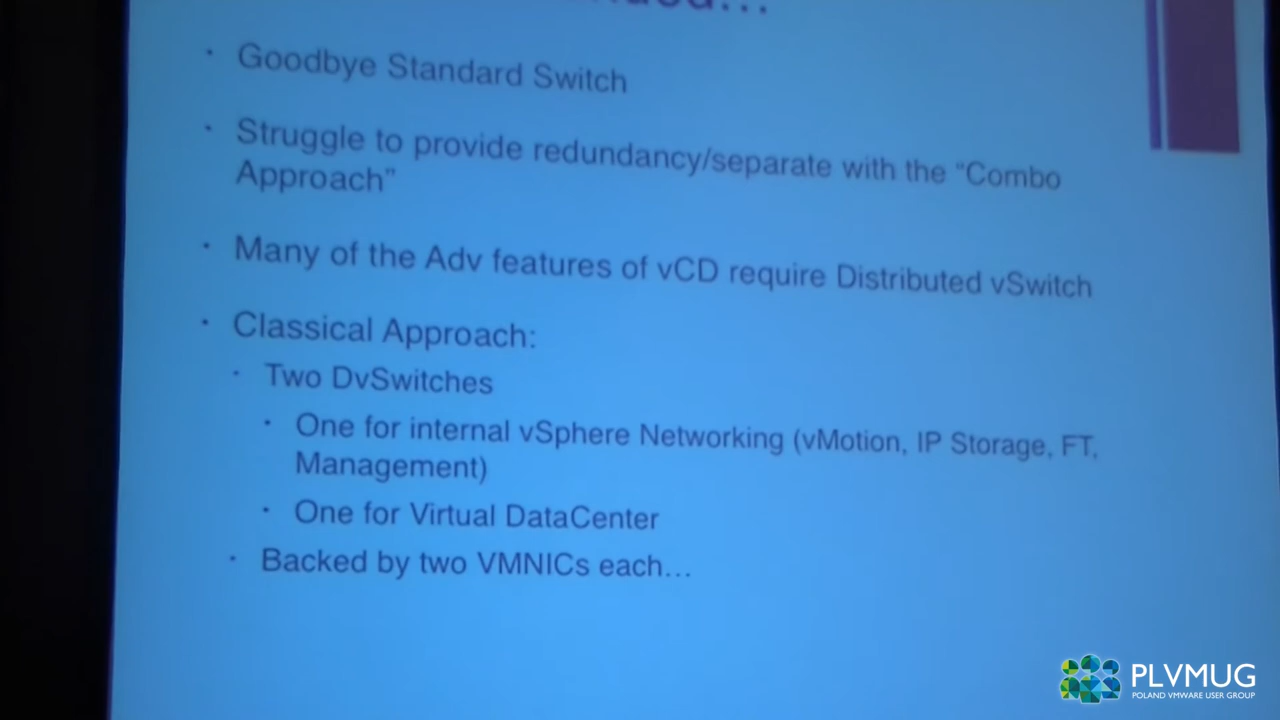 • Goodbye Standard Switch
• Struggle to provide redundancy/separate with the “Combo
Approach”
• Many of the Adv features of vCD require Distributed vSwitch
• Classical Approach:
• Two DvSwitches
• One for internal vSphere Networking (vMotion, IP Storage, FT,
Management)
• One for Virtual DataCenter
• Backed by two VMNICs each…
PLVMUG
POLAND VMWARE USER GROUP